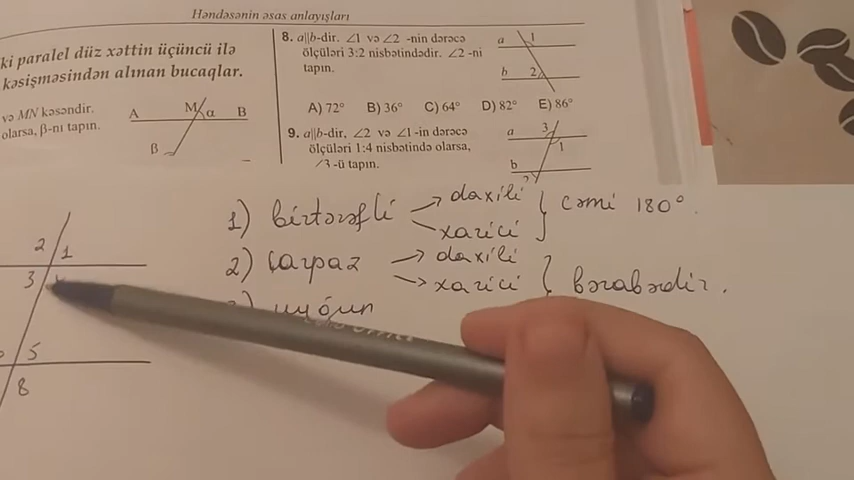 Həndəsənin əsas anlayışları
ki paralel düz xəttin üçüncü ilə
kəsişməsindən alınan bucaqlar.
və MN kəsəndir.
olarsa, β-nı tapın.
A M α B
β
8. a||b-dir. ∠1 və ∠2 -nin dərəcə
ölçüləri 3:2 nisbətindədir. ∠2 -ni
tapın.
a 1
b 2
A) 72° B) 36° C) 64° D) 82° E) 86°
9. a||b-dir, ∠2 və ∠1-in dərəcə
ölçüləri 1:4 nisbətində olarsa,
∠3-ü tapın.
a 3
1
b
2
1) birtərəfli daxili
xarici
cəmi 180°
2) çarpaz daxili
xarici
bərabərdir.
uyğun
2 1
3
5
8